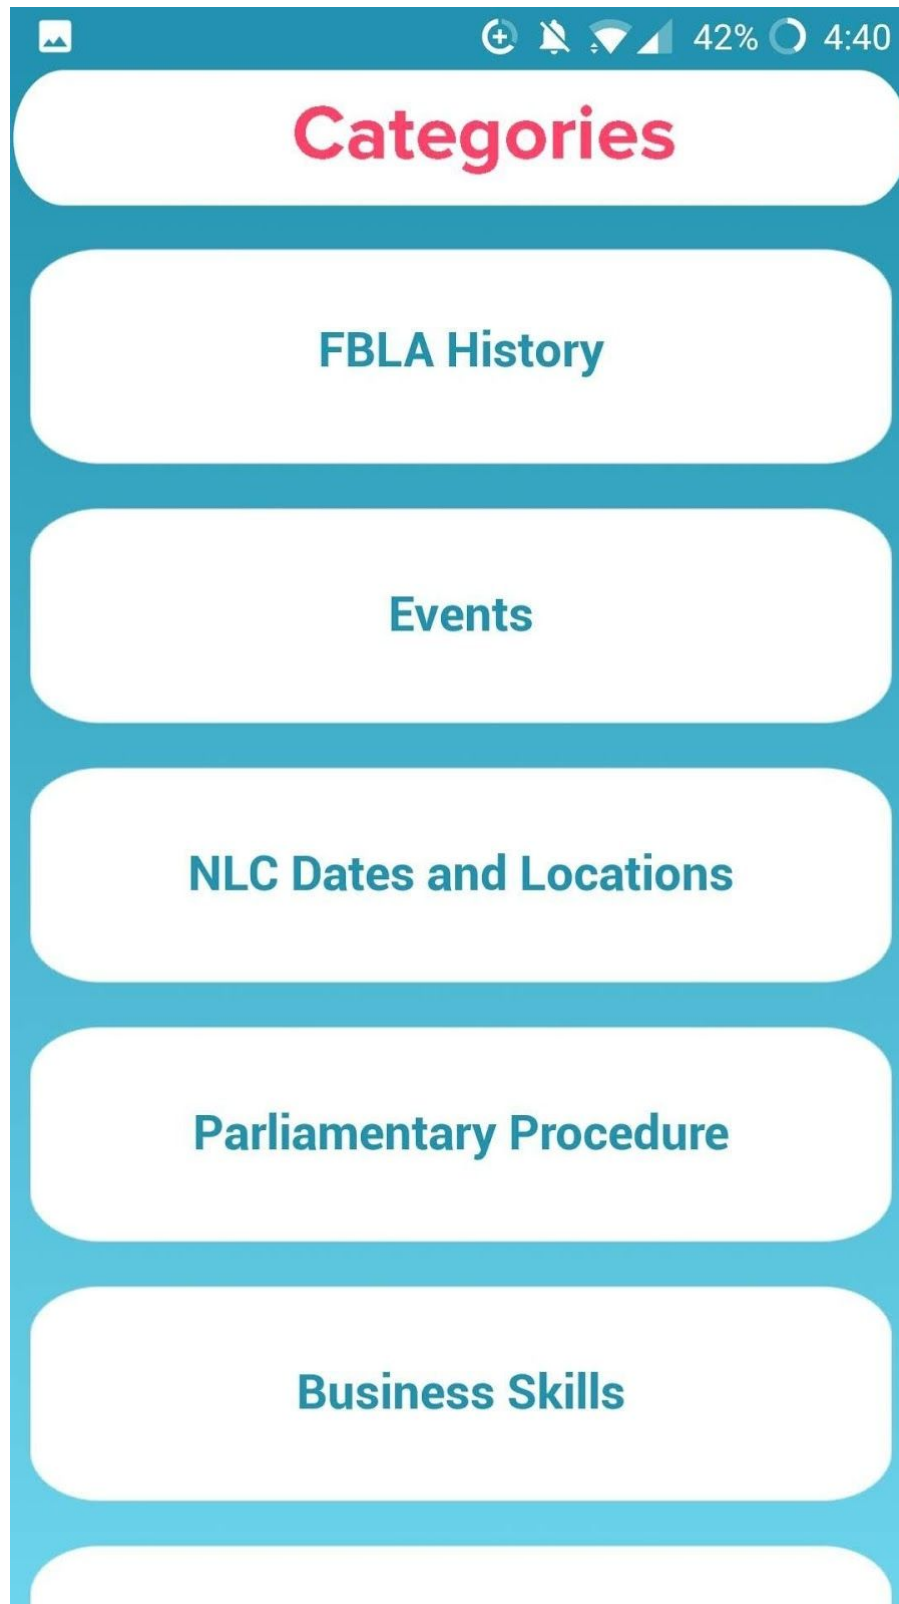 42% 4:40
Categories
FBLA History
Events
NLC Dates and Locations
Parliamentary Procedure
Business Skills